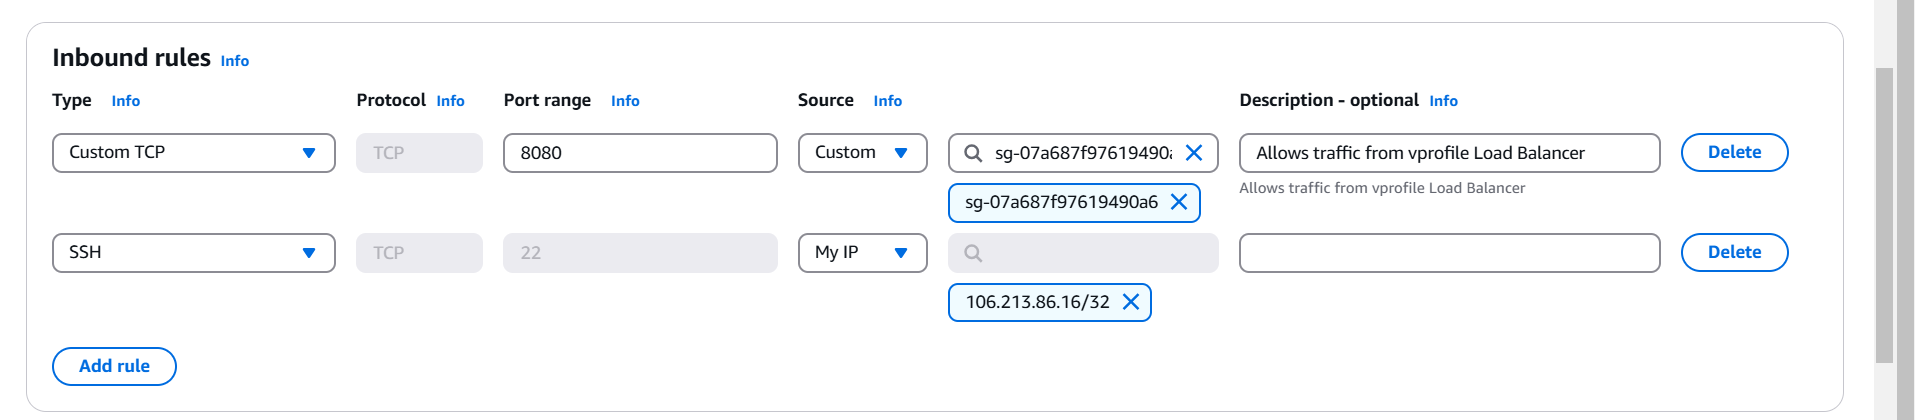 Inbound rules Info
Type Info Protocol Info Port range Info Source Info Description - optional Info
Custom TCP TCP 8080 Custom sg-07a687f97619490a Allows traffic from vprofile Load Balancer Delete
Allows traffic from vprofile Load Balancer
sg-07a687f97619490a6
SSH TCP 22 My IP Delete
106.213.86.16/32
Add rule